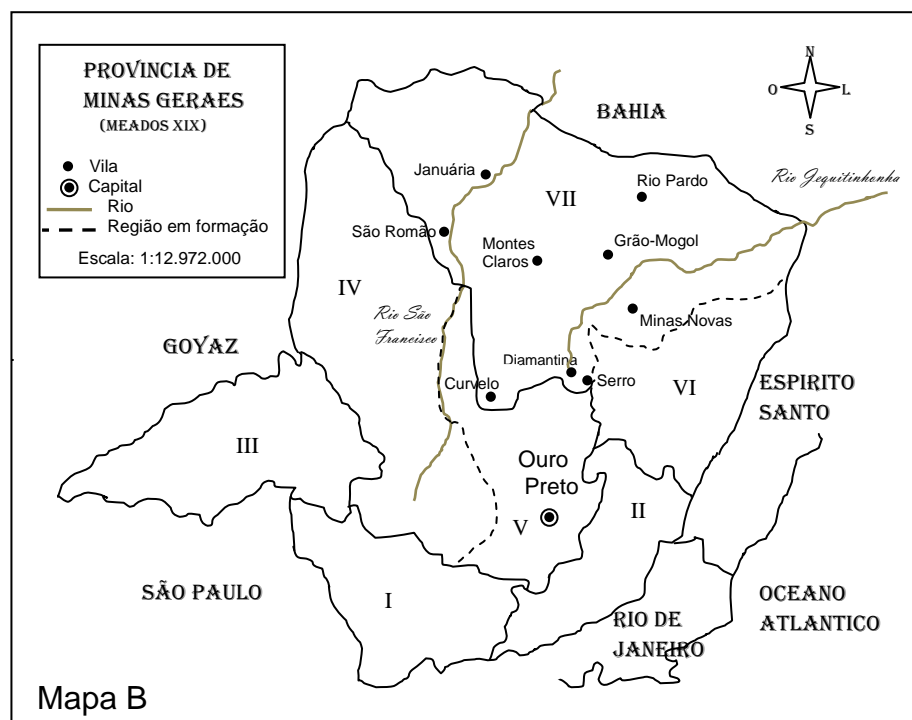 PROVINCIA DE
MINAS GERAES
(MEADOS XIX)
Vila
Capital
Rio
Região em formação
Escala: 1:12.972.000
N
O
L
S
BAHIA
Rio Jequitinhonha
Januária
Rio Pardo
VII
São Romão
Montes
Claros
Grão-Mogol
IV
Rio São
Francisco
Minas Novas
GOYAZ
Diamantina
Serro
Curvelo
VI
ESPIRITO
SANTO
III
Ouro
Preto
II
V
SÃO PAULO
I
OCEANO
ATLANTICO
RIO DE
JANEIRO
Mapa B